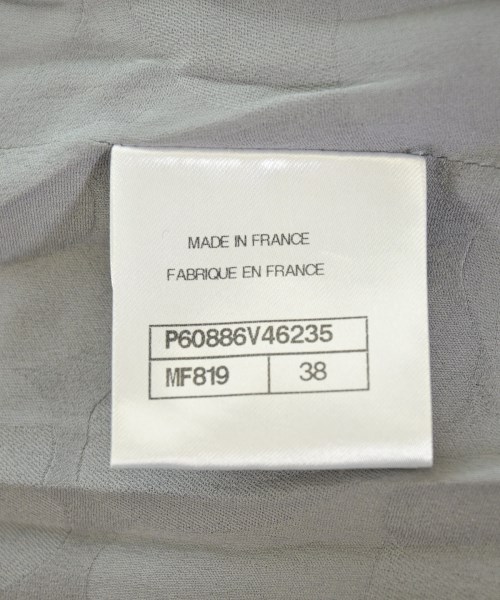 MADE IN FRANCE
FABRIQUE EN FRANCE
P60886V46235
MF819 38